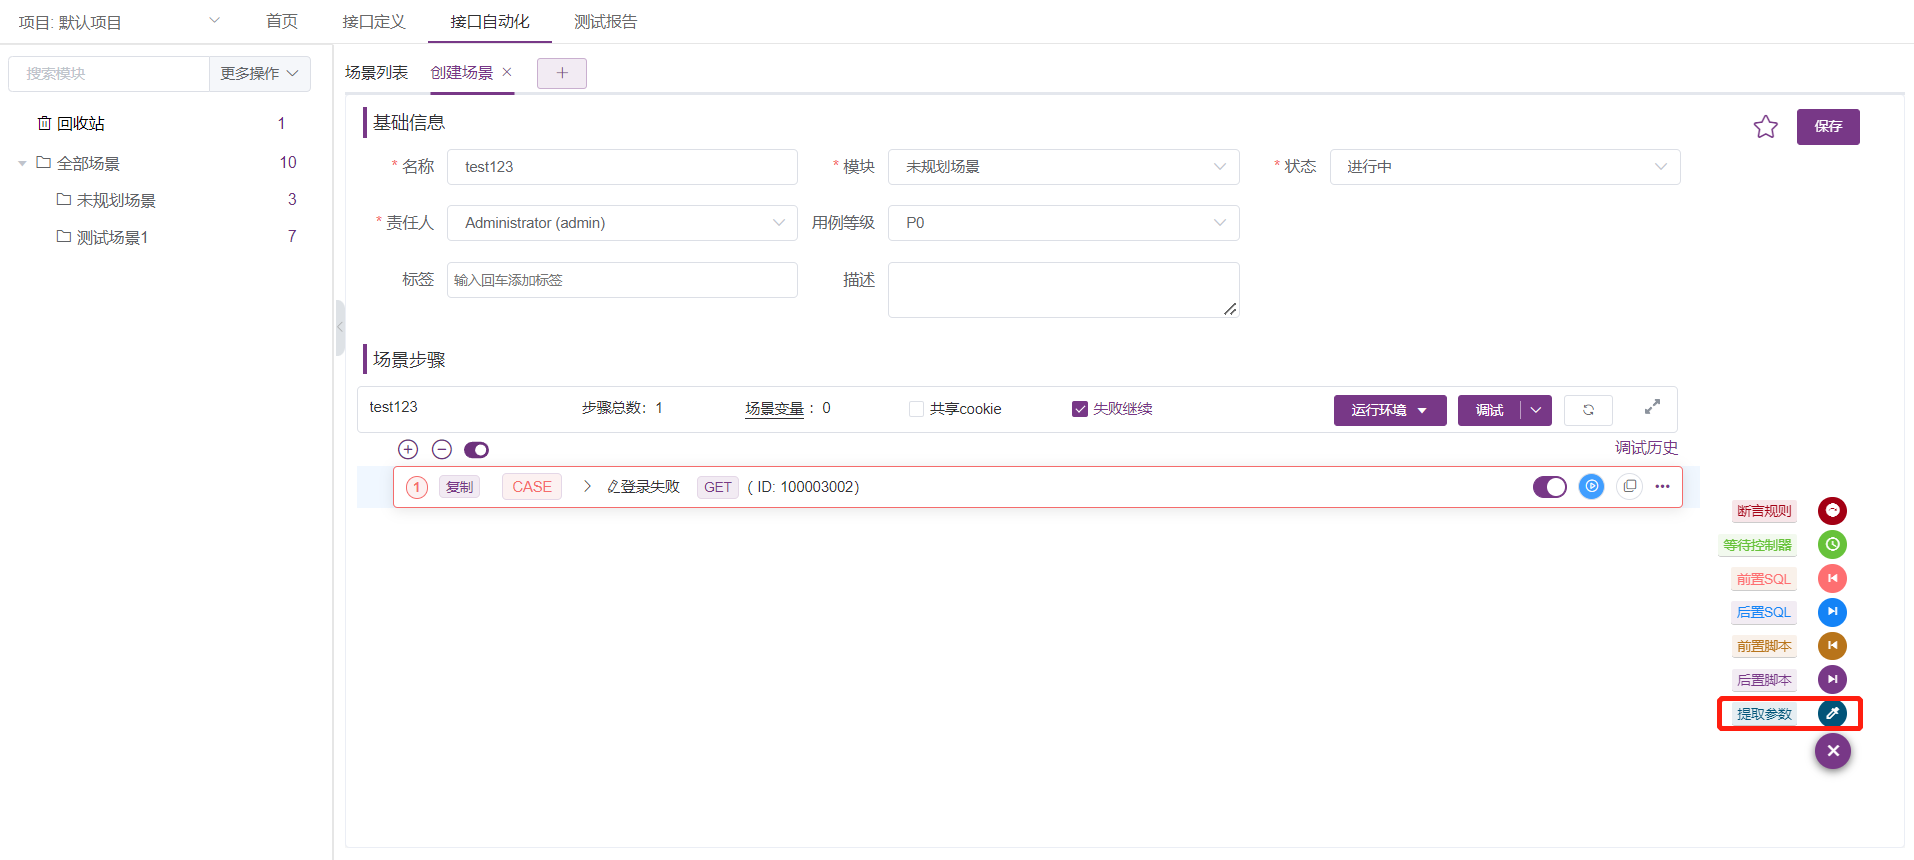 项目: 默认项目
首页
接口定义
接口自动化
测试报告
搜索模块
更多操作
回收站 1
全部场景 10
未规划场景 3
测试场景1 7
场景列表
创建场景
基础信息
保存
* 名称 test123
* 模块 未规划场景
* 状态 进行中
* 责任人 Administrator (admin)
用例等级 P0
标签 输入回车添加标签
描述
场景步骤
test123
步骤总数：1
场景变量 ：0
共享cookie
失败继续
运行环境
调试
调试历史
1 复制 CASE 登录失败 GET ( ID: 100003002)
断言规则
等待控制器
前置SQL
后置SQL
前置脚本
后置脚本
提取参数